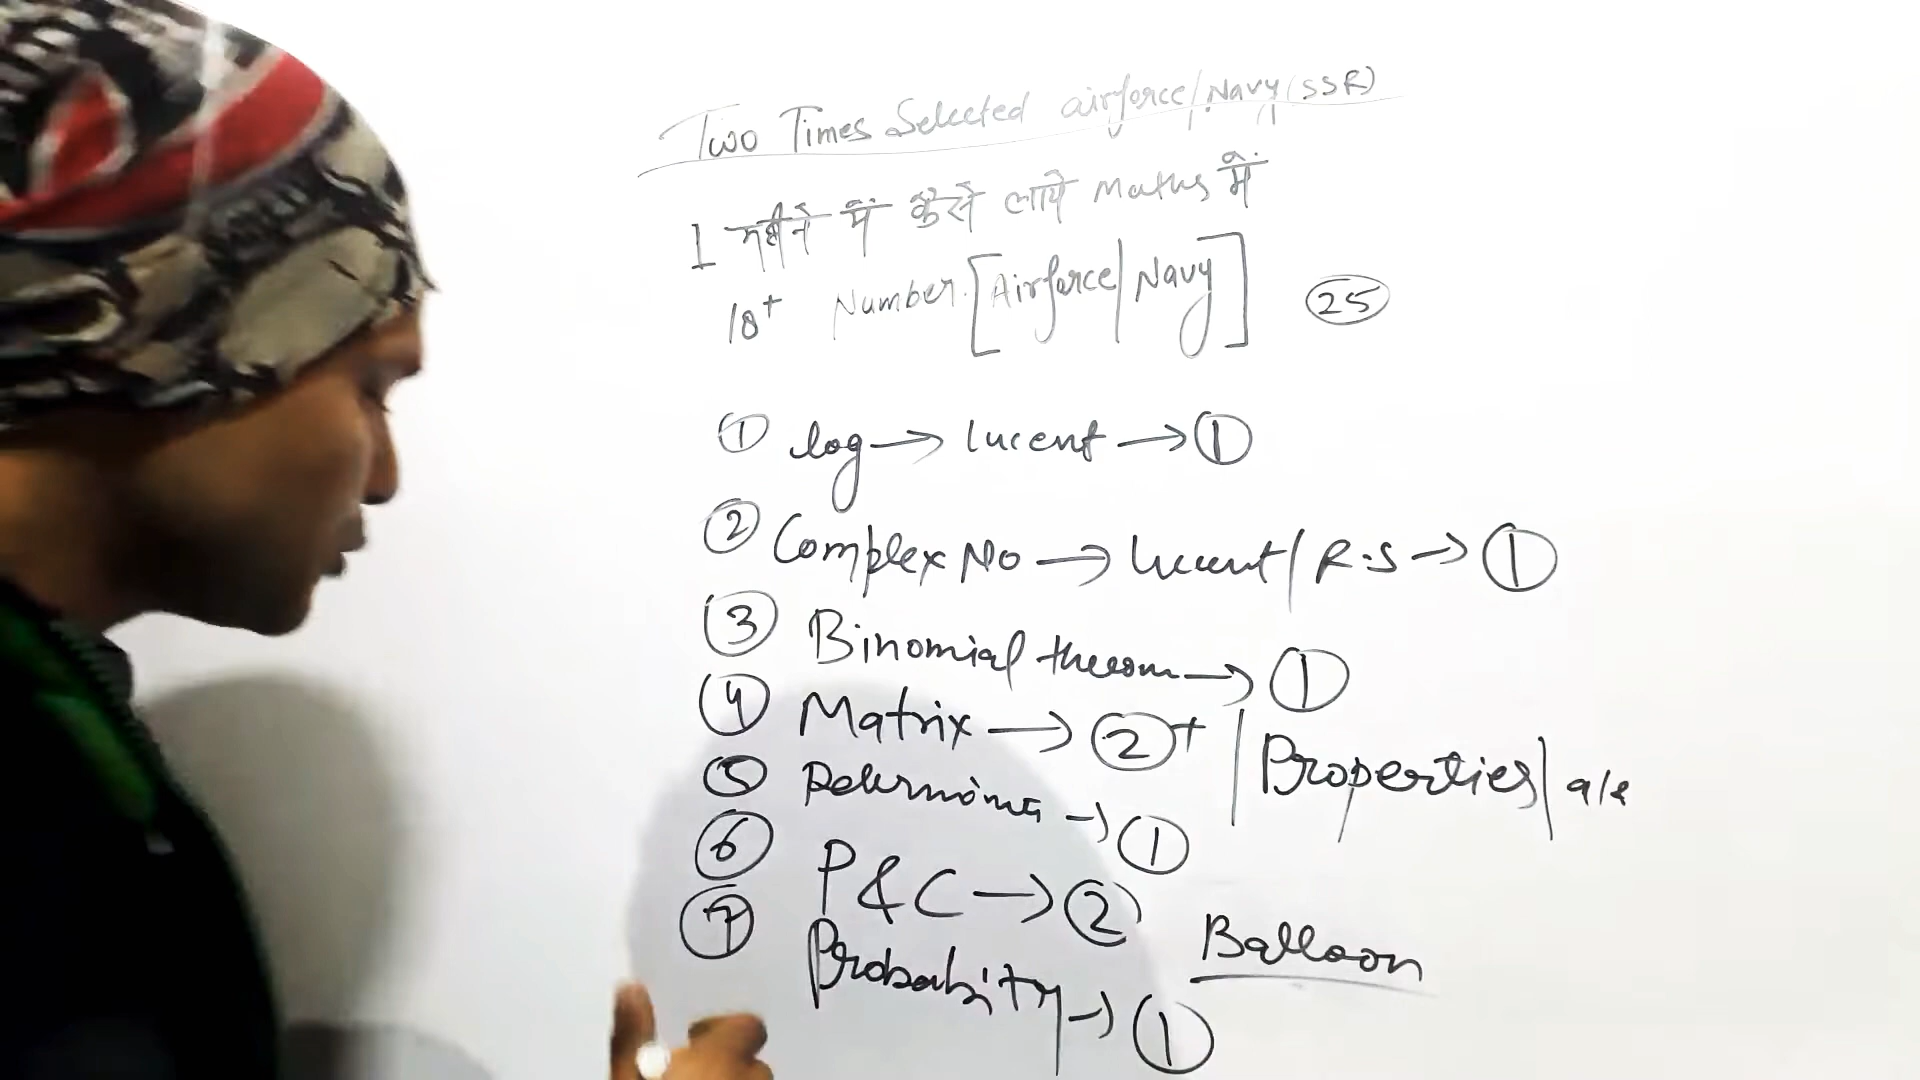 Two Times Selected airforce/Navy(SSR)
1 महीने में कैसे लाये Maths में
18+ Number [Airforce/Navy] 25
① log → lucent → ①
② Complex No → lucent/R.S → ①
③ Binomial theorm → ①
④ Matrix → ②+ | Properties |
⑤ → ①
⑥ P & C → ②
Balloon
⑦ Probability → ①